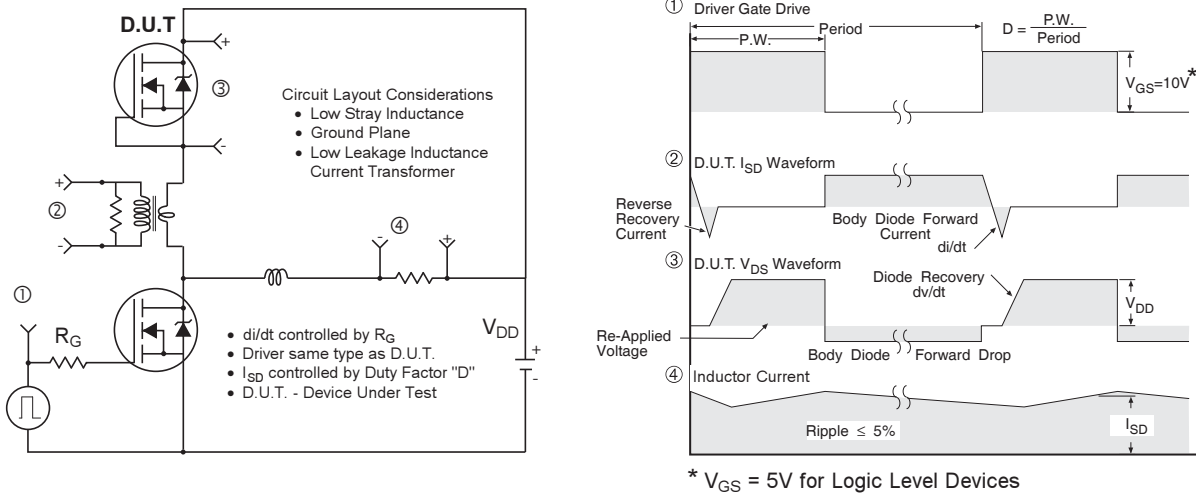 D.U.T
+
③
-
Circuit Layout Considerations
• Low Stray Inductance
• Ground Plane
• Low Leakage Inductance
Current Transformer
+
②
-
④
- +
①
R_G
V_DD
+
-
• di/dt controlled by R_G
• Driver same type as D.U.T.
• I_SD controlled by Duty Factor "D"
• D.U.T. - Device Under Test
① Driver Gate Drive
Period
P.W.
D = P.W.
Period
V_GS=10V*
② D.U.T. I_SD Waveform
Reverse
Recovery
Current
Body Diode Forward
Current
di/dt
③ D.U.T. V_DS Waveform
Diode Recovery
dv/dt
V_DD
Re-Applied
Voltage
Body Diode Forward Drop
④ Inductor Current
Ripple ≤ 5%
I_SD
* V_GS = 5V for Logic Level Devices